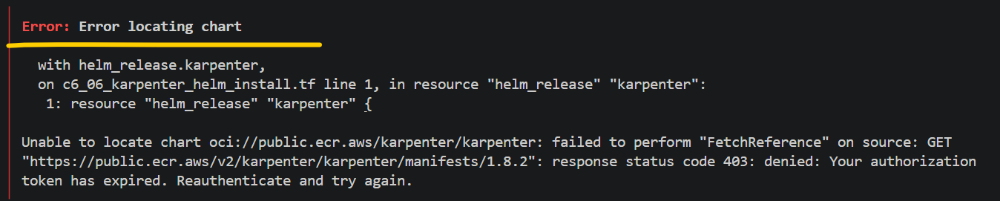 Error: Error locating chart
with helm_release.karpenter,
on c6_06_karpenter_helm_install.tf line 1, in resource "helm_release" "karpenter":
1: resource "helm_release" "karpenter" {
Unable to locate chart oci://public.ecr.aws/karpenter/karpenter: failed to perform "FetchReference" on source: GET
"https://public.ecr.aws/v2/karpenter/karpenter/manifests/1.8.2": response status code 403: denied: Your authorization
token has expired. Reauthenticate and try again.